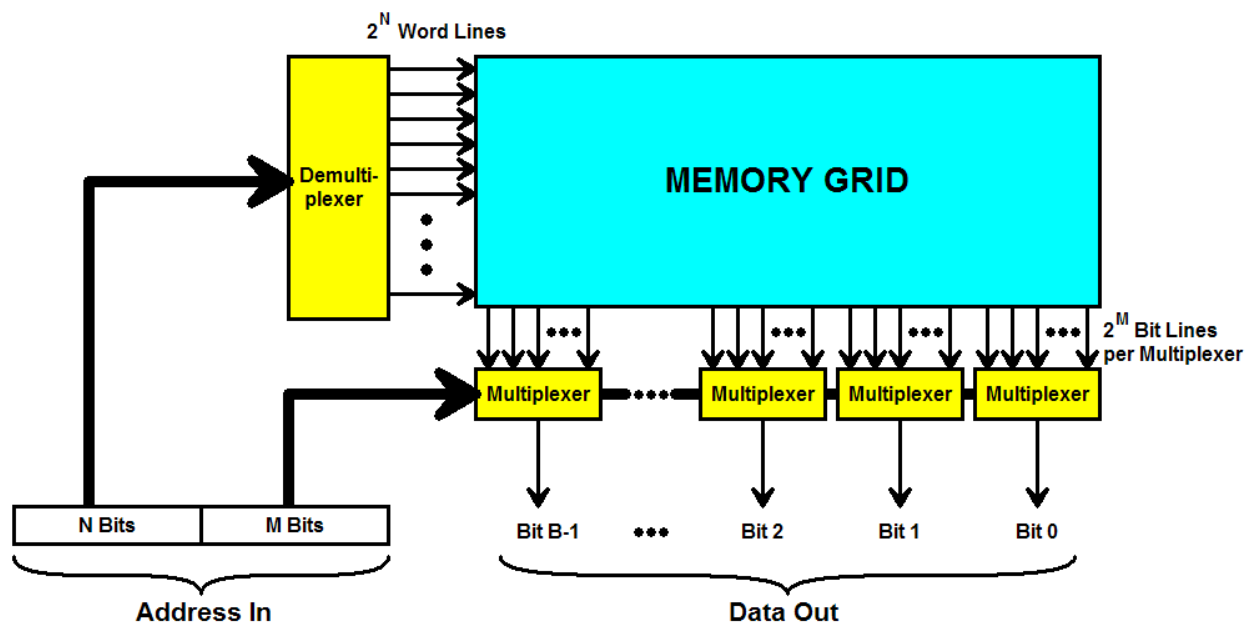 2^N Word Lines
Demulti-
plexer
MEMORY GRID
2^M Bit Lines
per Multiplexer
Multiplexer
Multiplexer
Multiplexer
Multiplexer
N Bits
M Bits
Bit B-1
Bit 2
Bit 1
Bit 0
Address In
Data Out